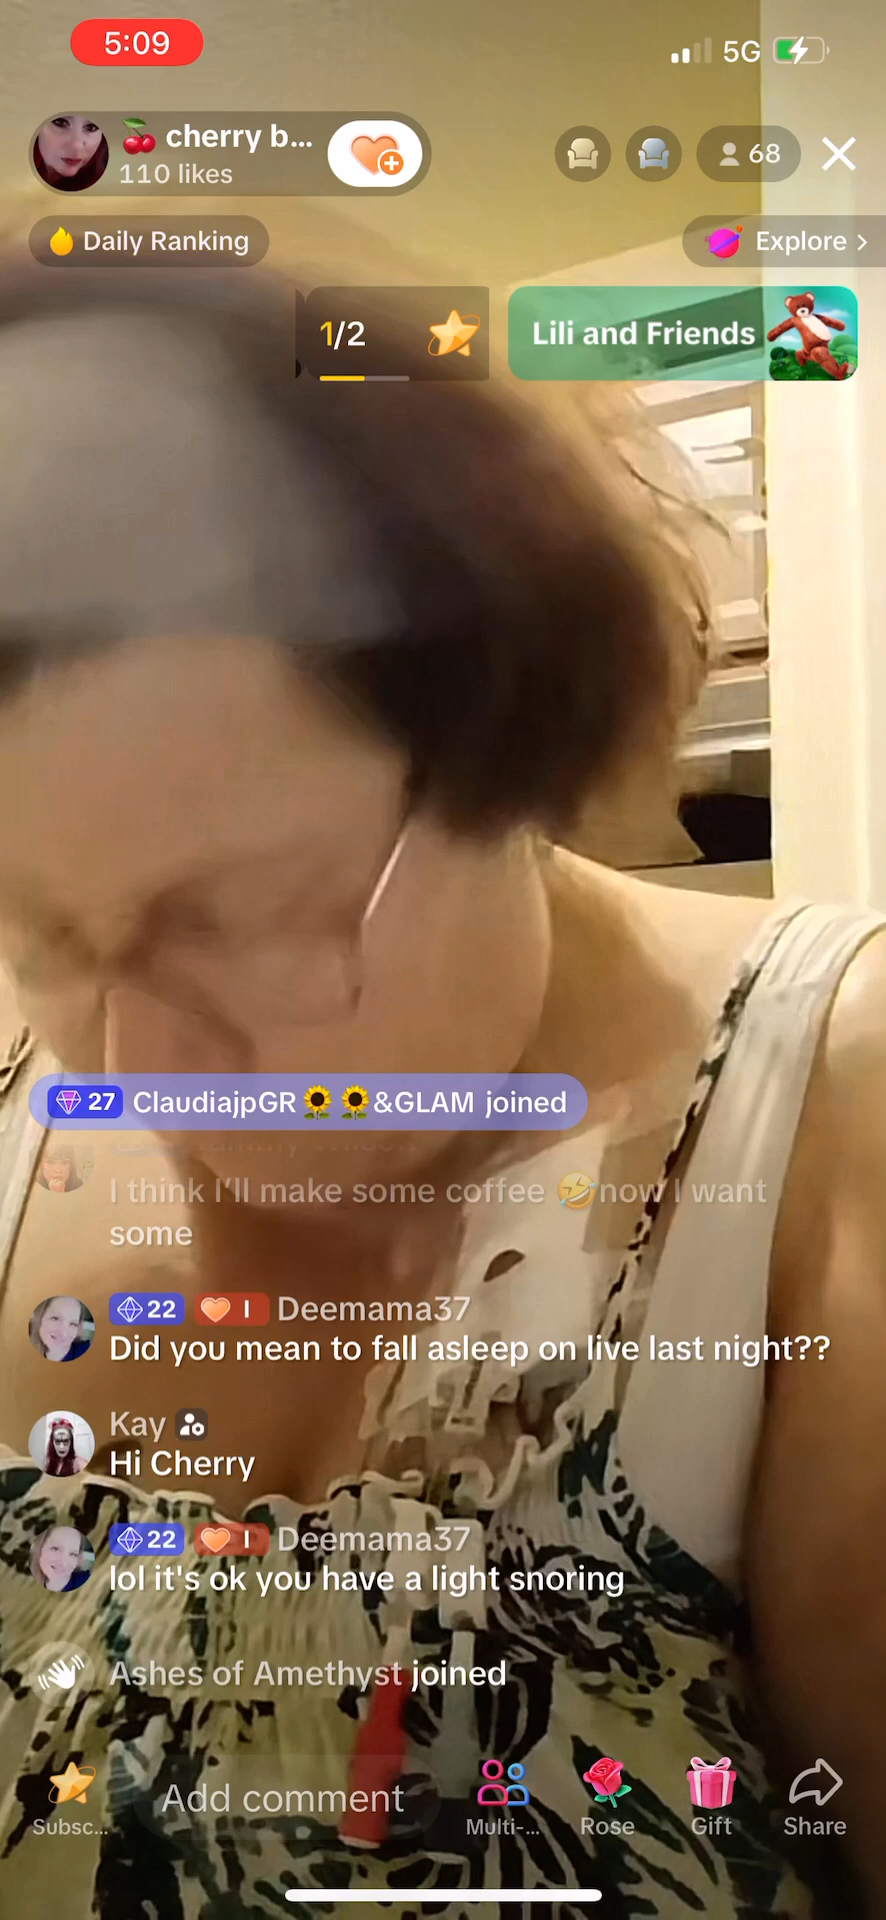 5:09
5G
🍒 cherry b...
110 likes
68
Daily Ranking
Explore >
1/2
Lili and Friends
27 ClaudiajpGR🌻🌻&GLAM joined
I think I'll make some coffee 🤣now I want
some
22 I Deemama37
Did you mean to fall asleep on live last night??
Kay
Hi Cherry
22 I Deemama37
lol it's ok you have a light snoring
Ashes of Amethyst joined
Add comment
Subsc...
Multi-...
Rose
Gift
Share